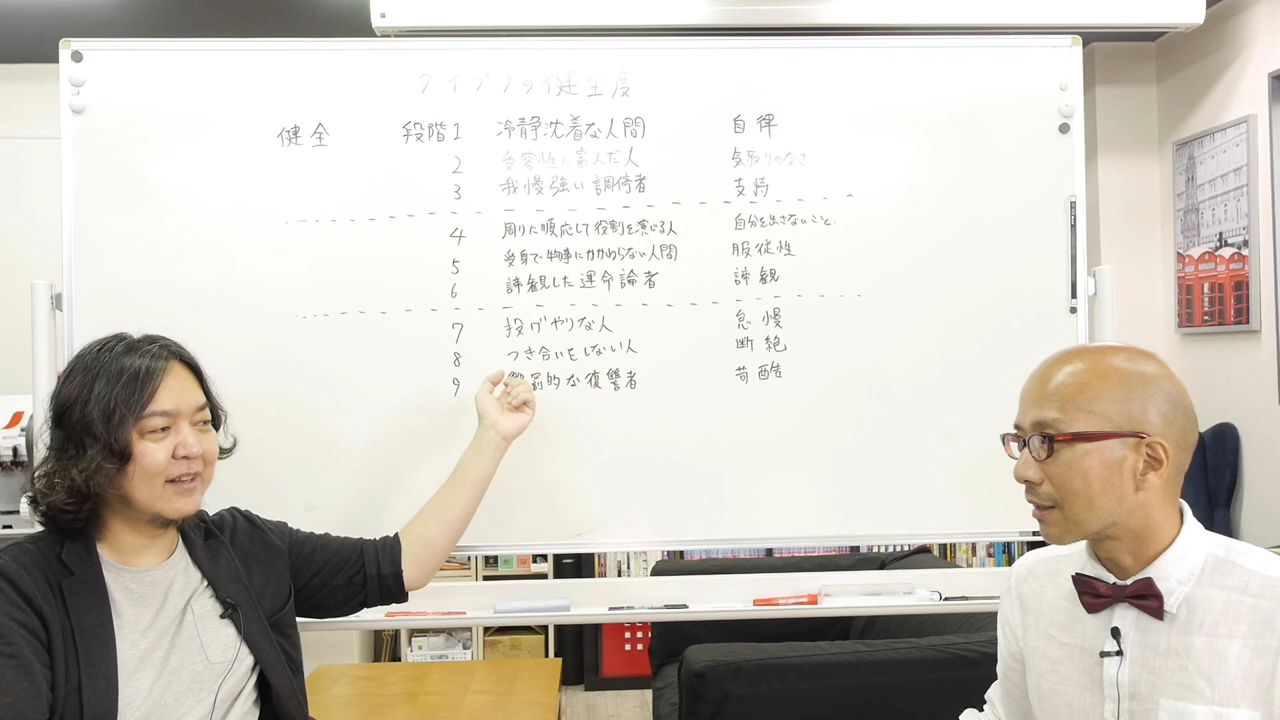 の健全度
健全 段階1 冷静沈着な人間 自律
2 受容性に富んだ人 気取りのなさ
3 我慢強い調停者 支持
4 周りに順応して役割を演じる人 自分を出さないこと.
5 受身で物事にかかわらない人間 服従性
6 諦観した運命論者 諦観
7 投げやりな人 怠慢
8 つき合いをしない人 断絶
9 的な復讐者 苛酷